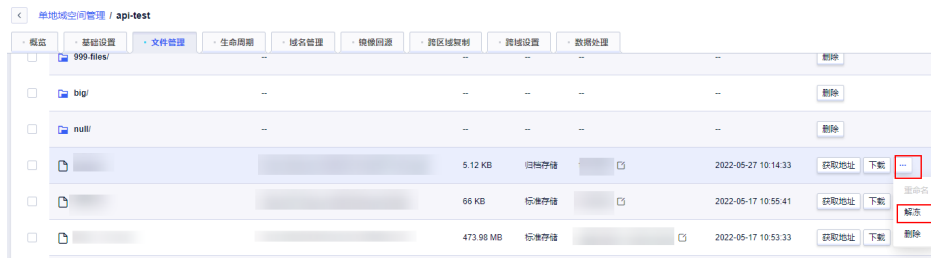 单地域空间管理 / api-test
概览 基础设置 文件管理 生命周期 域名管理 镜像回源 跨区域复制 跨域设置 数据处理
999-files/ -- -- -- -- -- 删除
big/ -- -- -- -- 删除
null/ -- -- -- -- 删除
5.12 KB 归档存储 2022-05-27 10:14:33 获取地址 下载 ...
重命名
66 KB 标准存储 2022-05-17 10:55:41 获取地址 下载
解冻
473.98 MB 标准存储 2022-05-17 10:53:33 获取地址 下载
删除